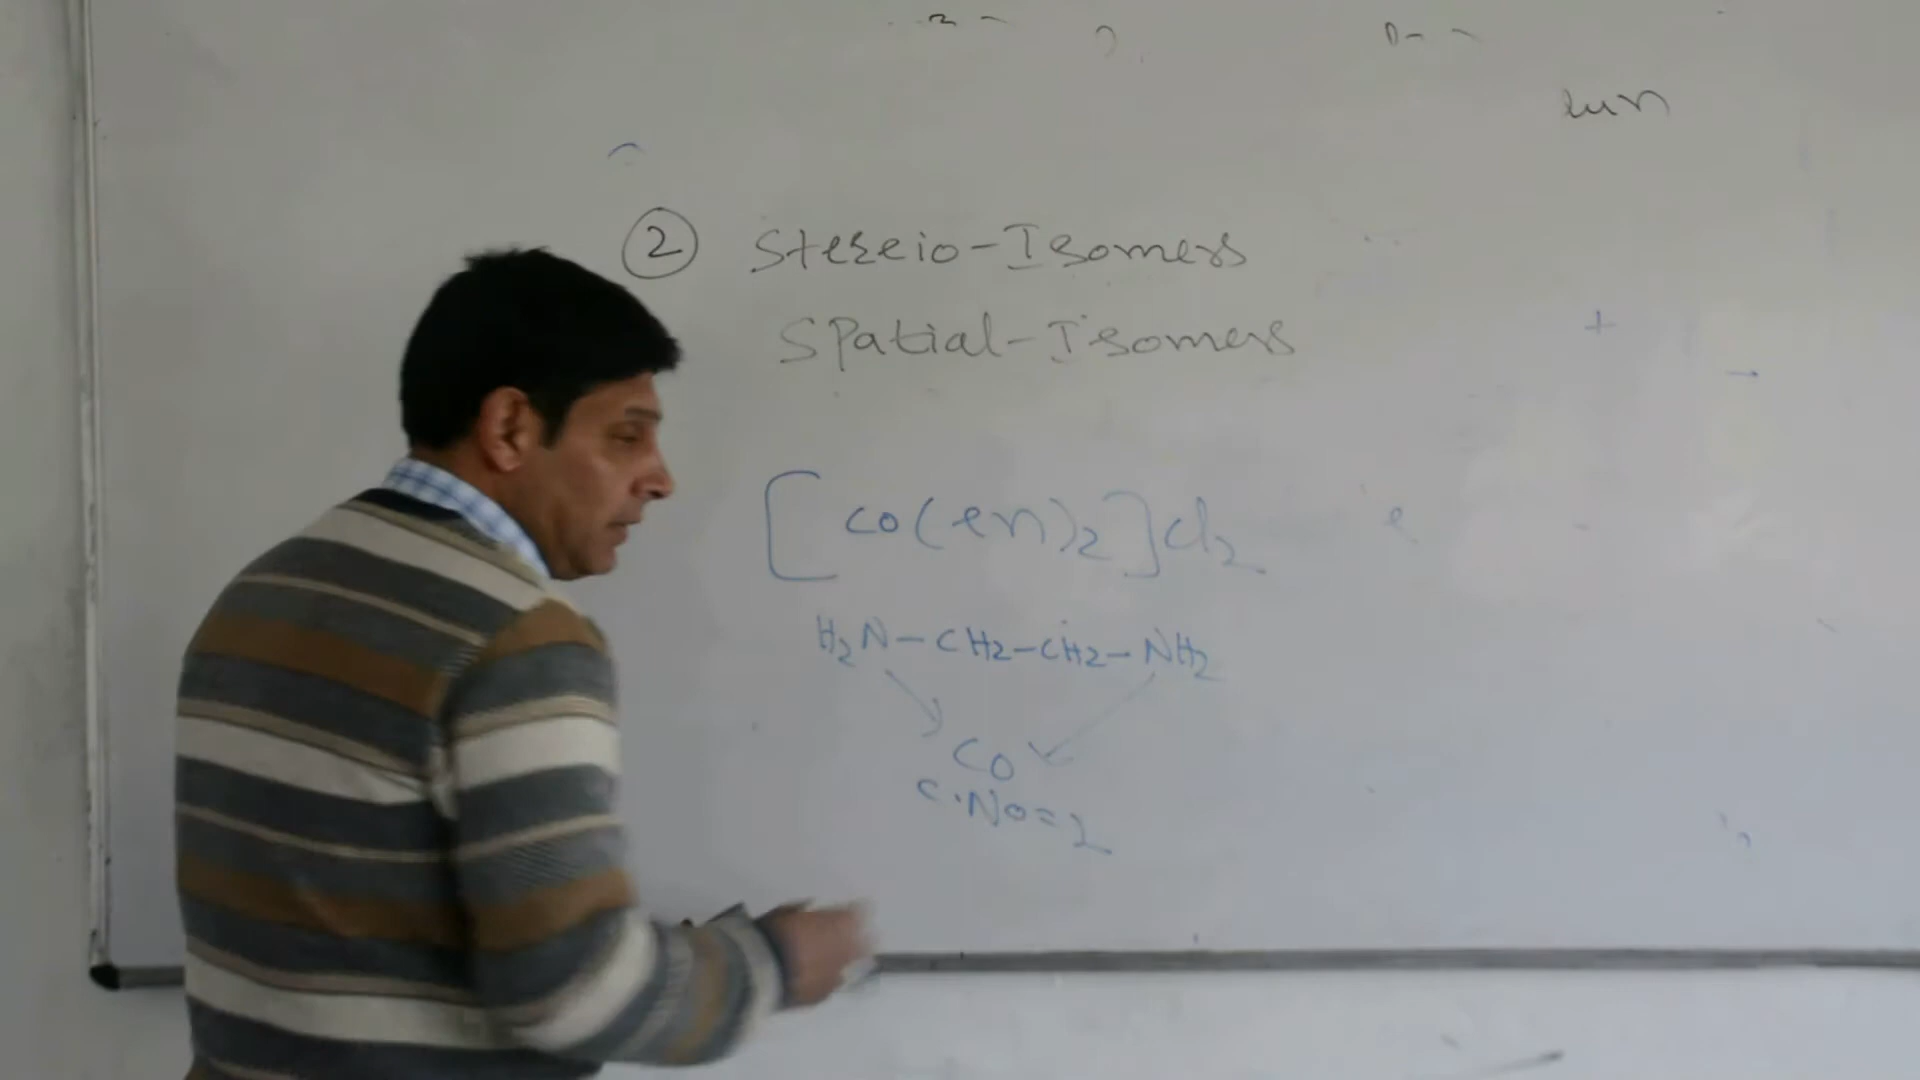 ② Stereio-Isomers
Spatial-Isomers
[Co(en)₂]Cl₂
H₂N-CH₂-CH₂-NH₂
Co
C.No=2